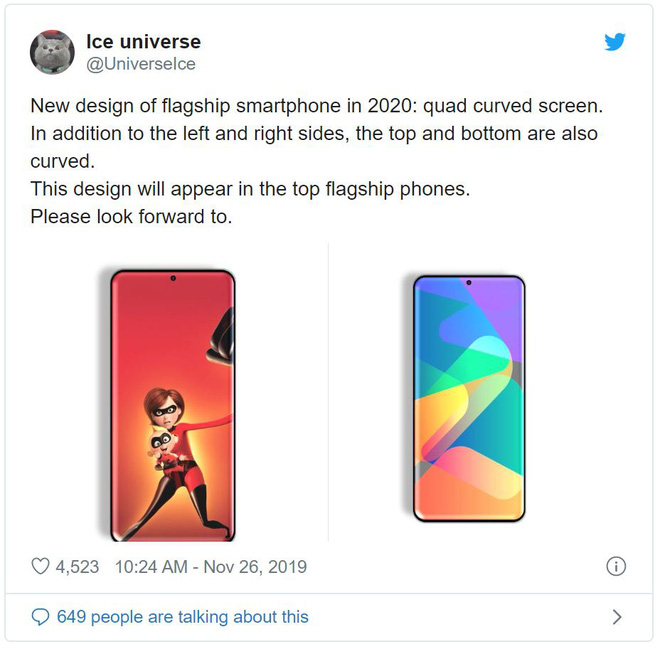 Ice universe
@UniverseIce
New design of flagship smartphone in 2020: quad curved screen.
In addition to the left and right sides, the top and bottom are also
curved.
This design will appear in the top flagship phones.
Please look forward to.
4,523 10:24 AM - Nov 26, 2019
649 people are talking about this